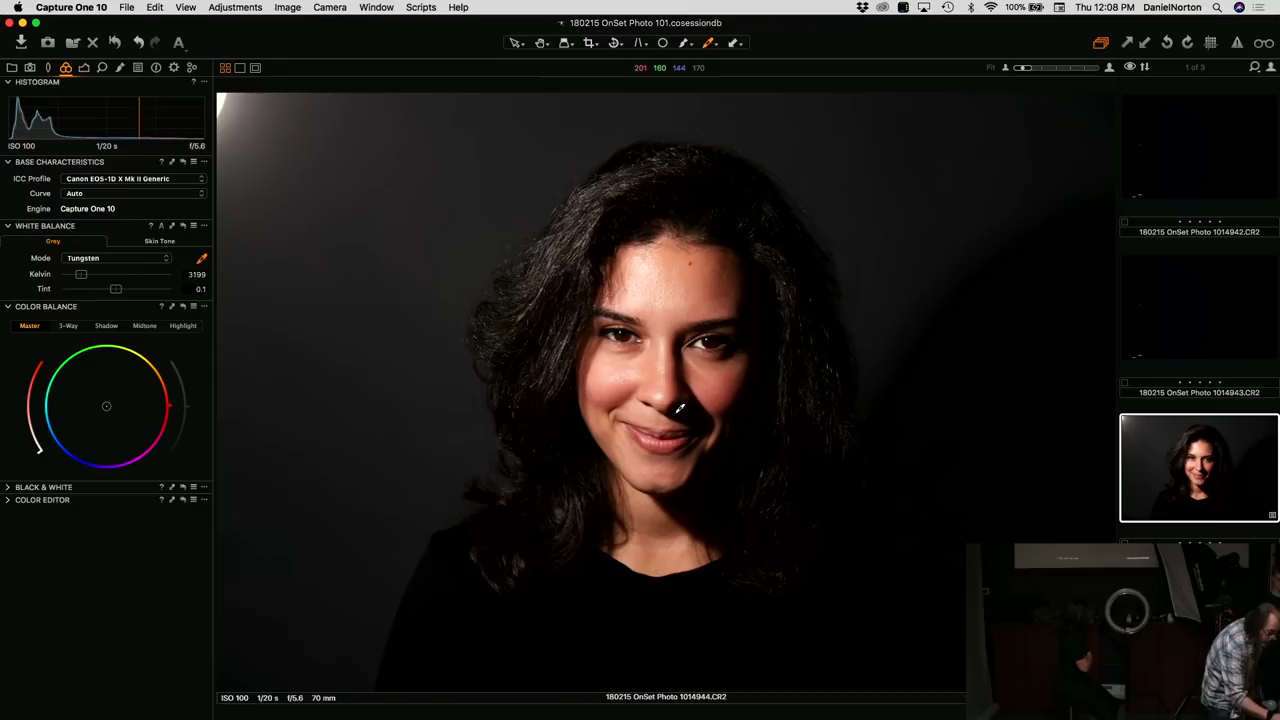 Capture One 10 File Edit View Adjustments Image Camera Window Scripts Help 100% Thu 12:08 PM DanielNorton
180215 OnSet Photo 101.cosessiondb
201 160 144 170 Fit 1 of 3
HISTOGRAM ? ...
ISO 100 1/20 s f/5.6
BASE CHARACTERISTICS ? ...
ICC Profile Canon EOS-1D X Mk II Generic
Curve Auto
Engine Capture One 10
WHITE BALANCE ? A ...
Grey Skin Tone
Mode Tungsten
Kelvin 3199
Tint 0.1
COLOR BALANCE ? ...
Master 3-Way Shadow Midtone Highlight
BLACK & WHITE ? ...
COLOR EDITOR ? ...
ISO 100 1/20 s f/5.6 70 mm 180215 OnSet Photo 1014944.CR2
180215 OnSet Photo 1014942.CR2
180215 OnSet Photo 1014943.CR2